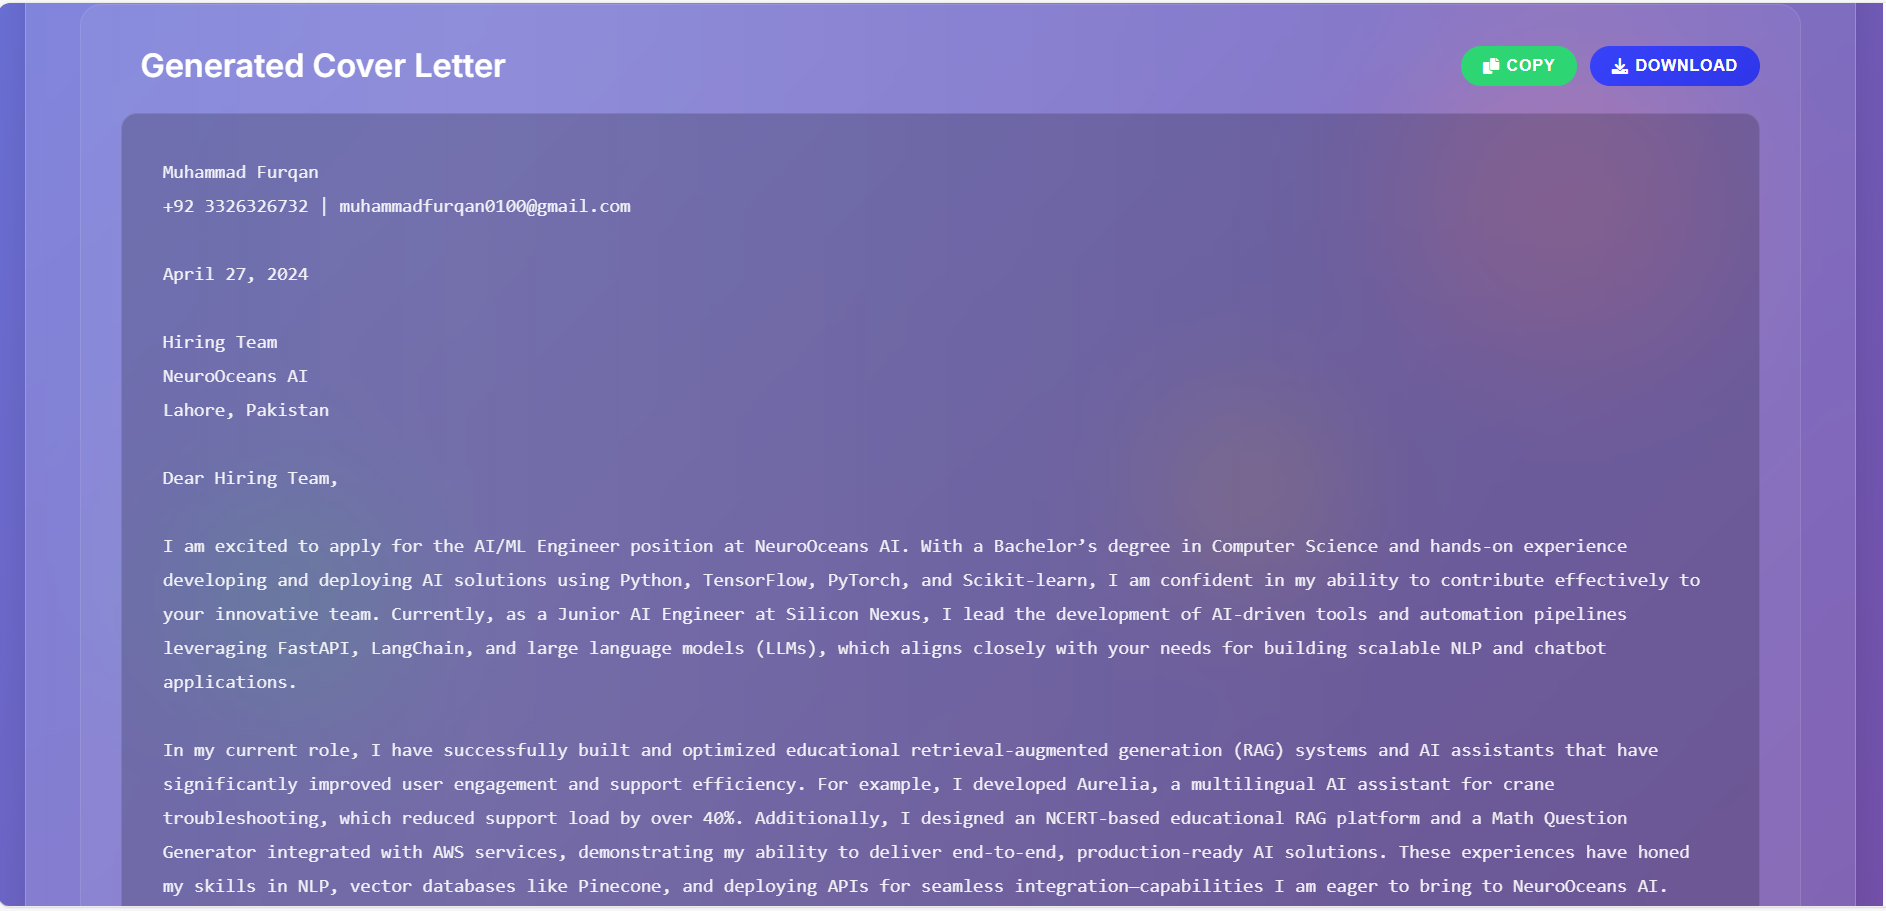 Generated Cover Letter
COPY
DOWNLOAD
Muhammad Furqan
+92 3326326732 | muhammadfurqan0100@gmail.com
April 27, 2024
Hiring Team
NeuroOceans AI
Lahore, Pakistan
Dear Hiring Team,
I am excited to apply for the AI/ML Engineer position at NeuroOceans AI. With a Bachelor’s degree in Computer Science and hands-on experience
developing and deploying AI solutions using Python, TensorFlow, PyTorch, and Scikit-learn, I am confident in my ability to contribute effectively to
your innovative team. Currently, as a Junior AI Engineer at Silicon Nexus, I lead the development of AI-driven tools and automation pipelines
leveraging FastAPI, LangChain, and large language models (LLMs), which aligns closely with your needs for building scalable NLP and chatbot
applications.
In my current role, I have successfully built and optimized educational retrieval-augmented generation (RAG) systems and AI assistants that have
significantly improved user engagement and support efficiency. For example, I developed Aurelia, a multilingual AI assistant for crane
troubleshooting, which reduced support load by over 40%. Additionally, I designed an NCERT-based educational RAG platform and a Math Question
Generator integrated with AWS services, demonstrating my ability to deliver end-to-end, production-ready AI solutions. These experiences have honed
my skills in NLP, vector databases like Pinecone, and deploying APIs for seamless integration—capabilities I am eager to bring to NeuroOceans AI.